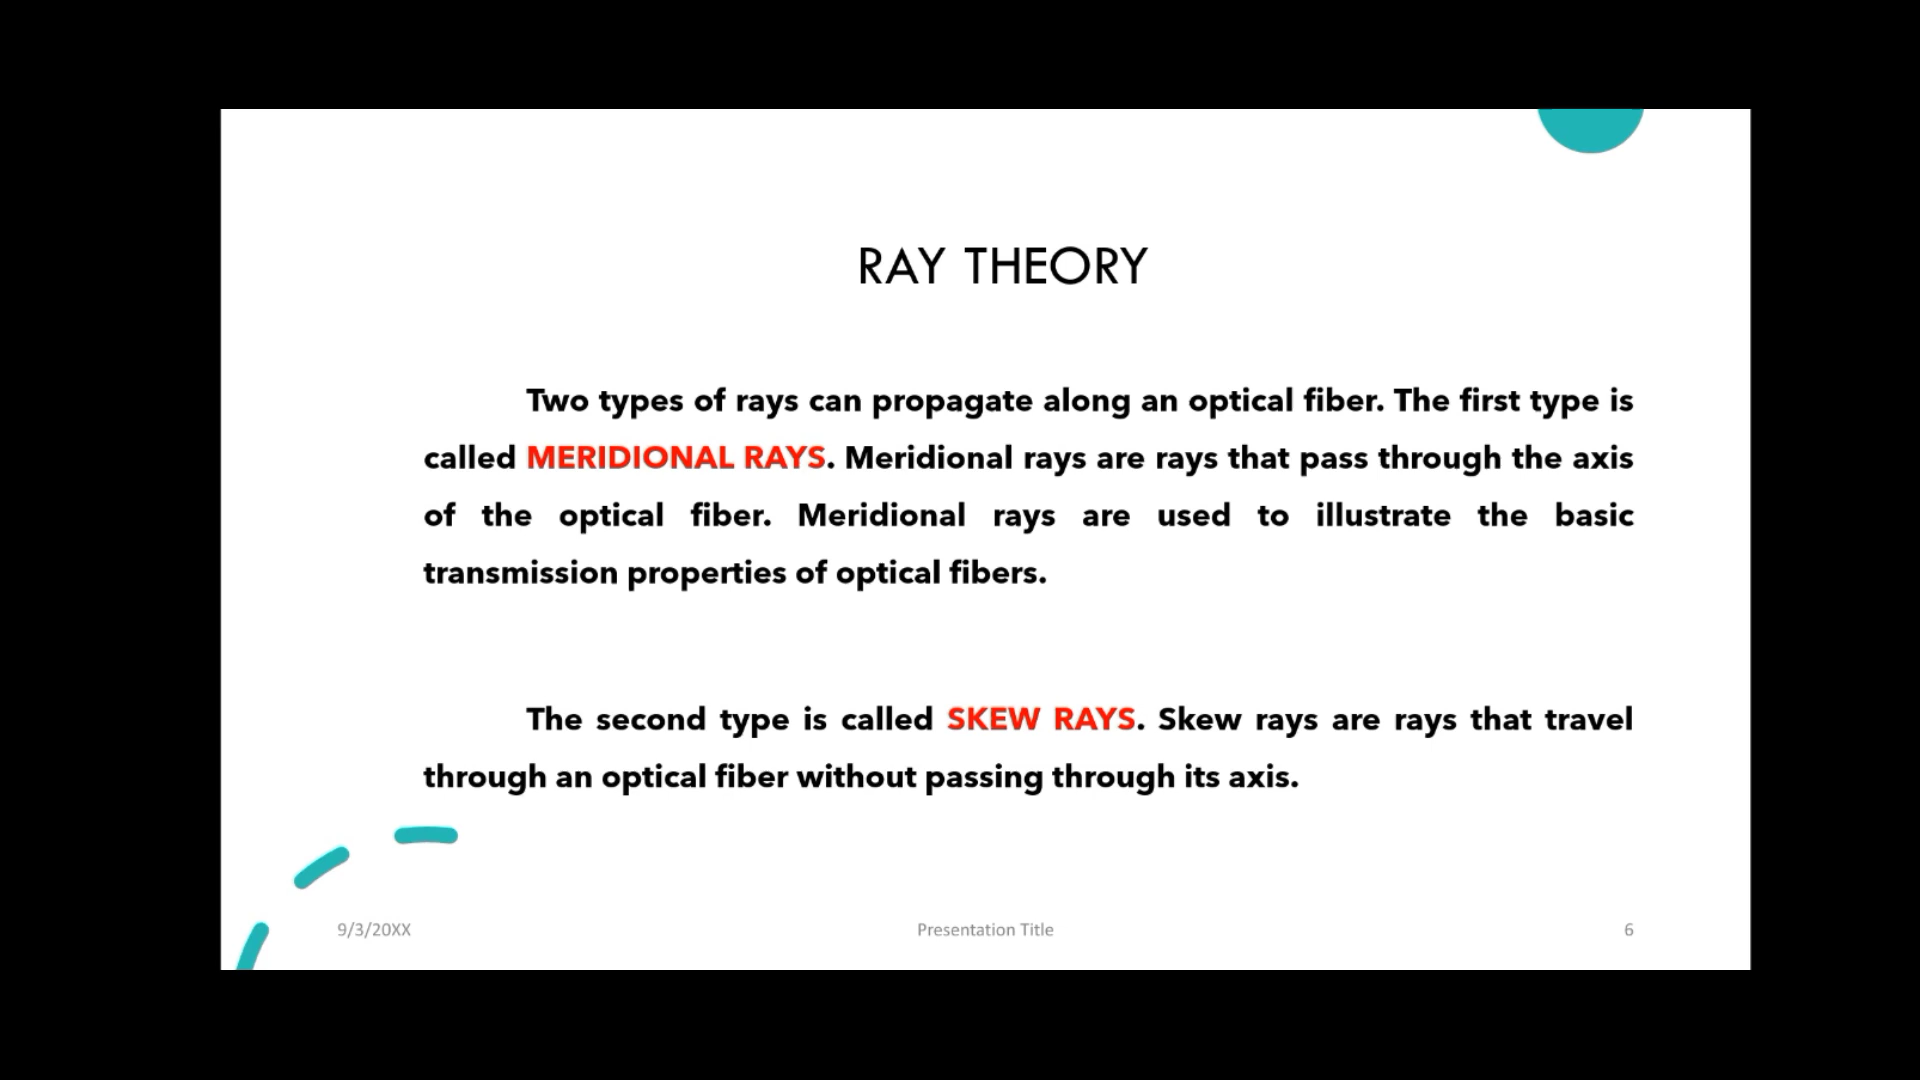 RAY THEORY
Two types of rays can propagate along an optical fiber. The first type is
called MERIDIONAL RAYS. Meridional rays are rays that pass through the axis
of the optical fiber. Meridional rays are used to illustrate the basic
transmission properties of optical fibers.
The second type is called SKEW RAYS. Skew rays are rays that travel
through an optical fiber without passing through its axis.
9/3/20XX
Presentation Title
6